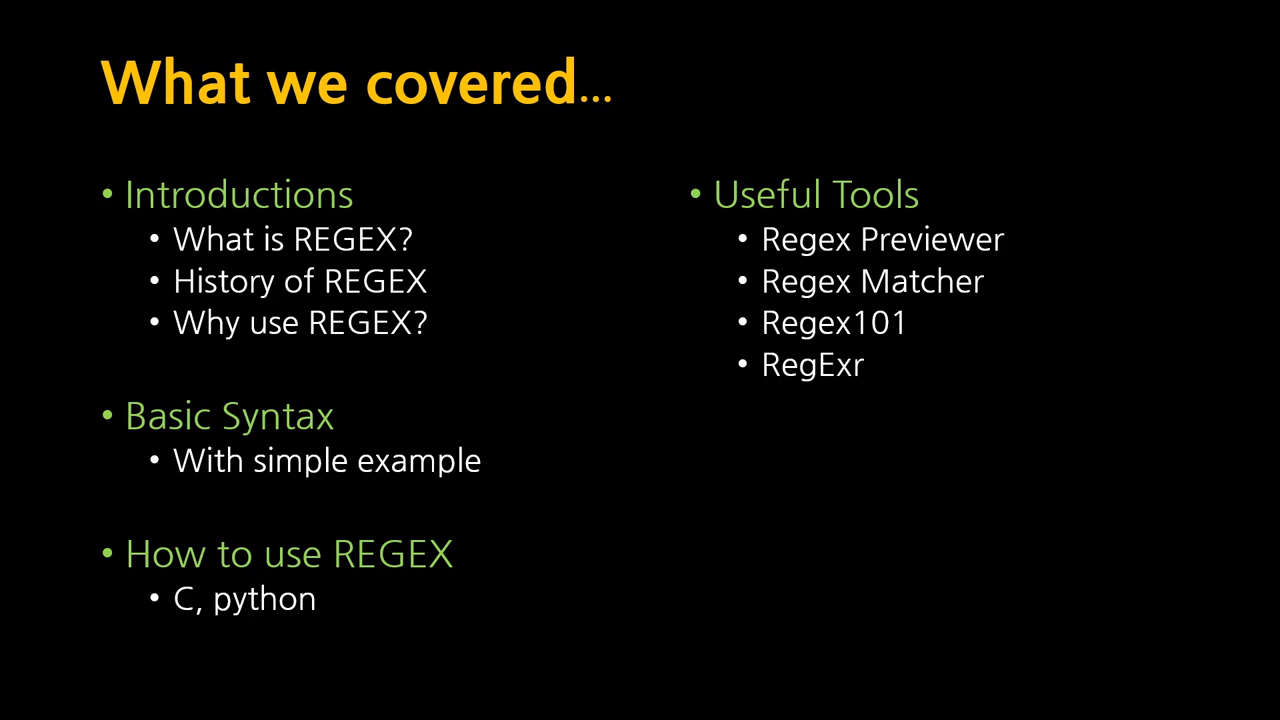 What we covered...
• Introductions
• What is REGEX?
• History of REGEX
• Why use REGEX?
• Basic Syntax
• With simple example
• How to use REGEX
• C, python
• Useful Tools
• Regex Previewer
• Regex Matcher
• Regex101
• RegExr